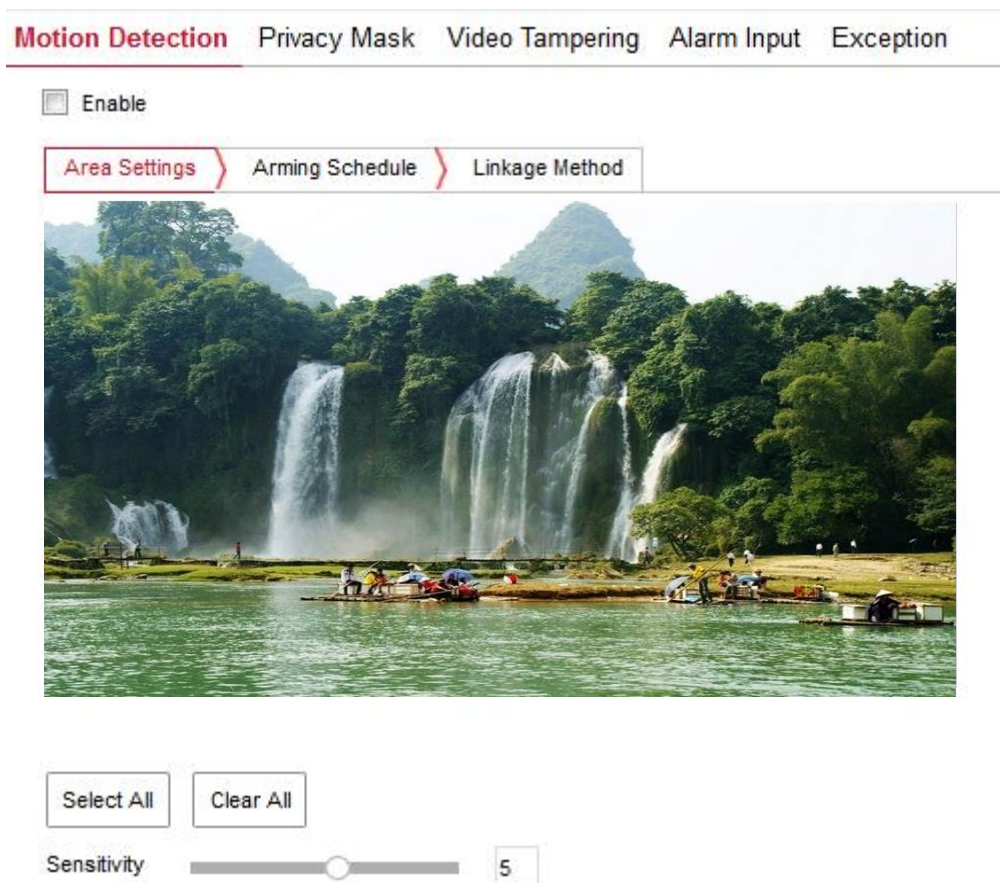 Motion Detection Privacy Mask Video Tampering Alarm Input Exception
Enable
Area Settings Arming Schedule Linkage Method
Select All Clear All
Sensitivity 5